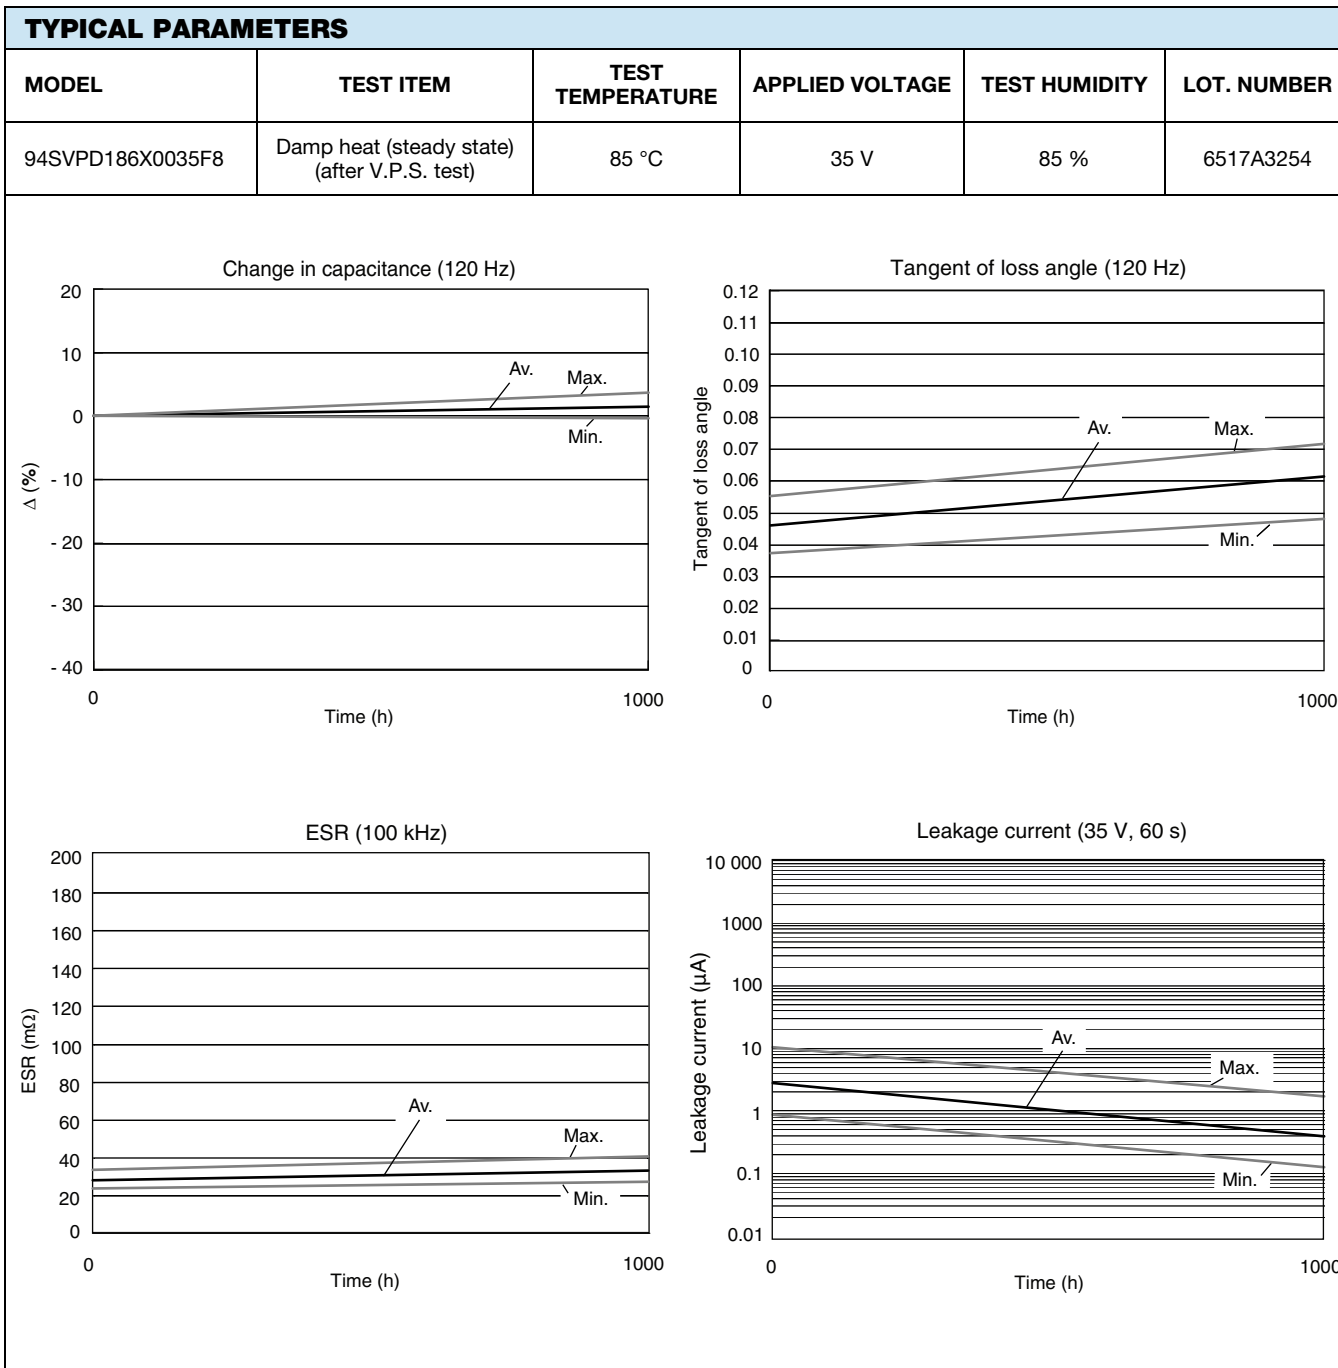 TYPICAL PARAMETERS
MODEL
TEST ITEM
TEST
TEMPERATURE
APPLIED VOLTAGE
TEST HUMIDITY
LOT. NUMBER
94SVPD186X0035F8
Damp heat (steady state)
(after V.P.S. test)
85 °C
35 V
85 %
6517A3254
Change in capacitance (120 Hz)
20
10
0
- 10
- 20
- 30
- 40
Δ (%)
Av.
Max.
Min.
0
1000
Time (h)
Tangent of loss angle (120 Hz)
0.12
0.11
0.10
0.09
0.08
0.07
0.06
0.05
0.04
0.03
0.02
0.01
0
Tangent of loss angle
Av.
Max.
Min.
0
1000
Time (h)
ESR (100 kHz)
200
180
160
140
120
100
80
60
40
20
0
ESR (mΩ)
Av.
Max.
Min.
0
1000
Time (h)
Leakage current (35 V, 60 s)
10 000
1000
100
10
1
0.1
0.01
Leakage current (µA)
Av.
Max.
Min.
0
1000
Time (h)